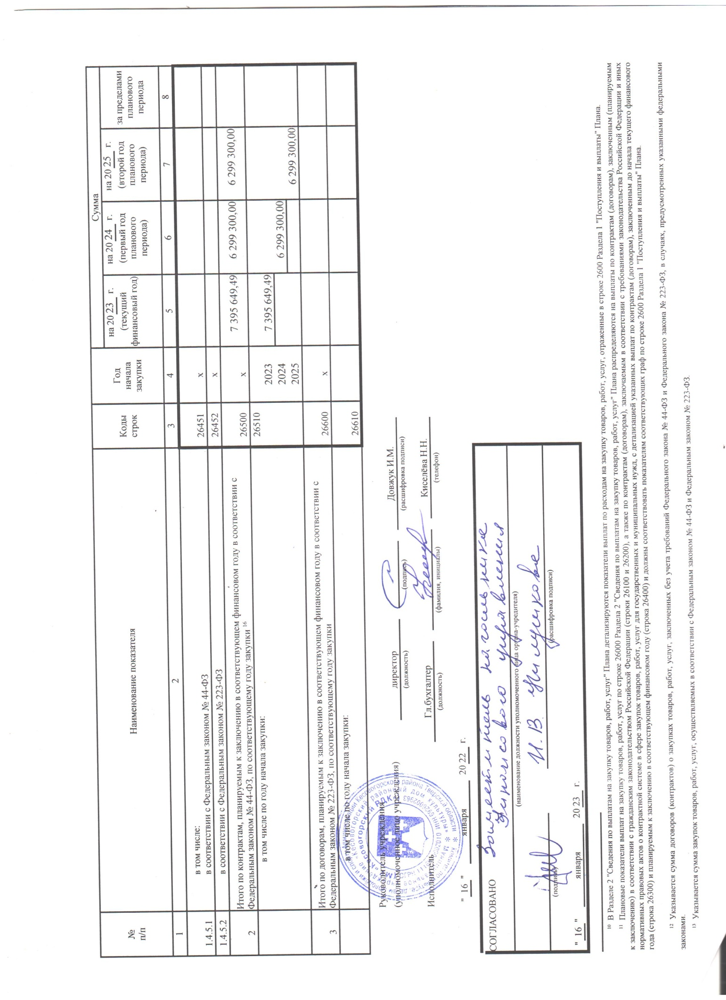 № п/п
Наименование показателя
Коды строк
Год начала закупки
Сумма
на 20 23 г. (текущий финансовый год)
на 20 24 г. (первый год планового периода)
на 20 25 г. (второй год планового периода)
за пределами планового периода
1 2 3 4 5 6 7 8
в том числе:
1.4.5.1 в соответствии с Федеральным законом № 44-ФЗ 26451 х
1.4.5.2 в соответствии с Федеральным законом № 223-ФЗ 26452 х
Итого по контрактам, планируемым к заключению в соответствующем финансовом году в соответствии с
2 Федеральным законом № 44-ФЗ, по соответствующему году закупки 16 26500 х 7 395 649,49 6 299 300,00 6 299 300,00
в том числе по году начала закупки: 26510
2023 7 395 649,49
2024 6 299 300,00
2025 6 299 300,00
Итого по договорам, планируемым к заключению в соответствующем финансовом году в соответствии с
3 Федеральным законом № 223-ФЗ, по соответствующему году закупки 26600 х
в том числе по году начала закупки: 26610
Руководитель учреждения
(уполномоченное лицо учреждения) директор Довжук И.М.
(должность) (подпись) (расшифровка подписи)
Исполнитель Гл.бухгалтер Киселёва Н.Н.
(должность) (фамилия, инициалы) (телефон)
" 16 " января 20 22 г.
«Кесовогорский РДК»
СОГЛАСОВАНО
Заместитель начальника
финансового управления
(наименование должности уполномоченного лица органа-учредителя)
И.В.
(подпись) (расшифровка подписи)
" 16 " января 20 23 г.
10 В Разделе 2 "Сведения по выплатам на закупку товаров, работ, услуг" Плана детализируются показатели выплат по расходам на закупку товаров, работ, услуг, отраженные в строке 2600 Раздела 1 "Поступления и выплаты" Плана.
11 Плановые показатели выплат на закупку товаров, работ, услуг по строке 26000 Раздела 2 "Сведения по выплатам на закупку товаров, работ, услуг" Плана распределяются на выплаты по контрактам (договорам), заключенным (планируемым
к заключению) в соответствии с гражданским законодательством Российской Федерации (строки 26100 и 26200), а также по контрактам (договорам), заключаемым в соответствии с требованиями законодательства Российской Федерации и иных
нормативных правовых актов о контрактной системе в сфере закупок товаров, работ, услуг для государственных и муниципальных нужд, с детализацией указанных выплат по контрактам (договорам), заключенным до начала текущего финансового
года (строка 26300) и планируемым к заключению в соответствующем финансовом году (строка 26400) и должны соответствовать показателям соответствующих граф по строке 2600 Раздела 1 "Поступления и выплаты" Плана.
12 Указывается сумма договоров (контрактов) о закупках товаров, работ, услуг, заключенных без учета требований Федерального закона № 44-ФЗ и Федерального закона № 223-ФЗ, в случаях, предусмотренных указанными федеральными
законами.
13 Указывается сумма закупок товаров, работ, услуг, осуществляемых в соответствии с Федеральным законом № 44-ФЗ и Федеральным законом № 223-ФЗ.